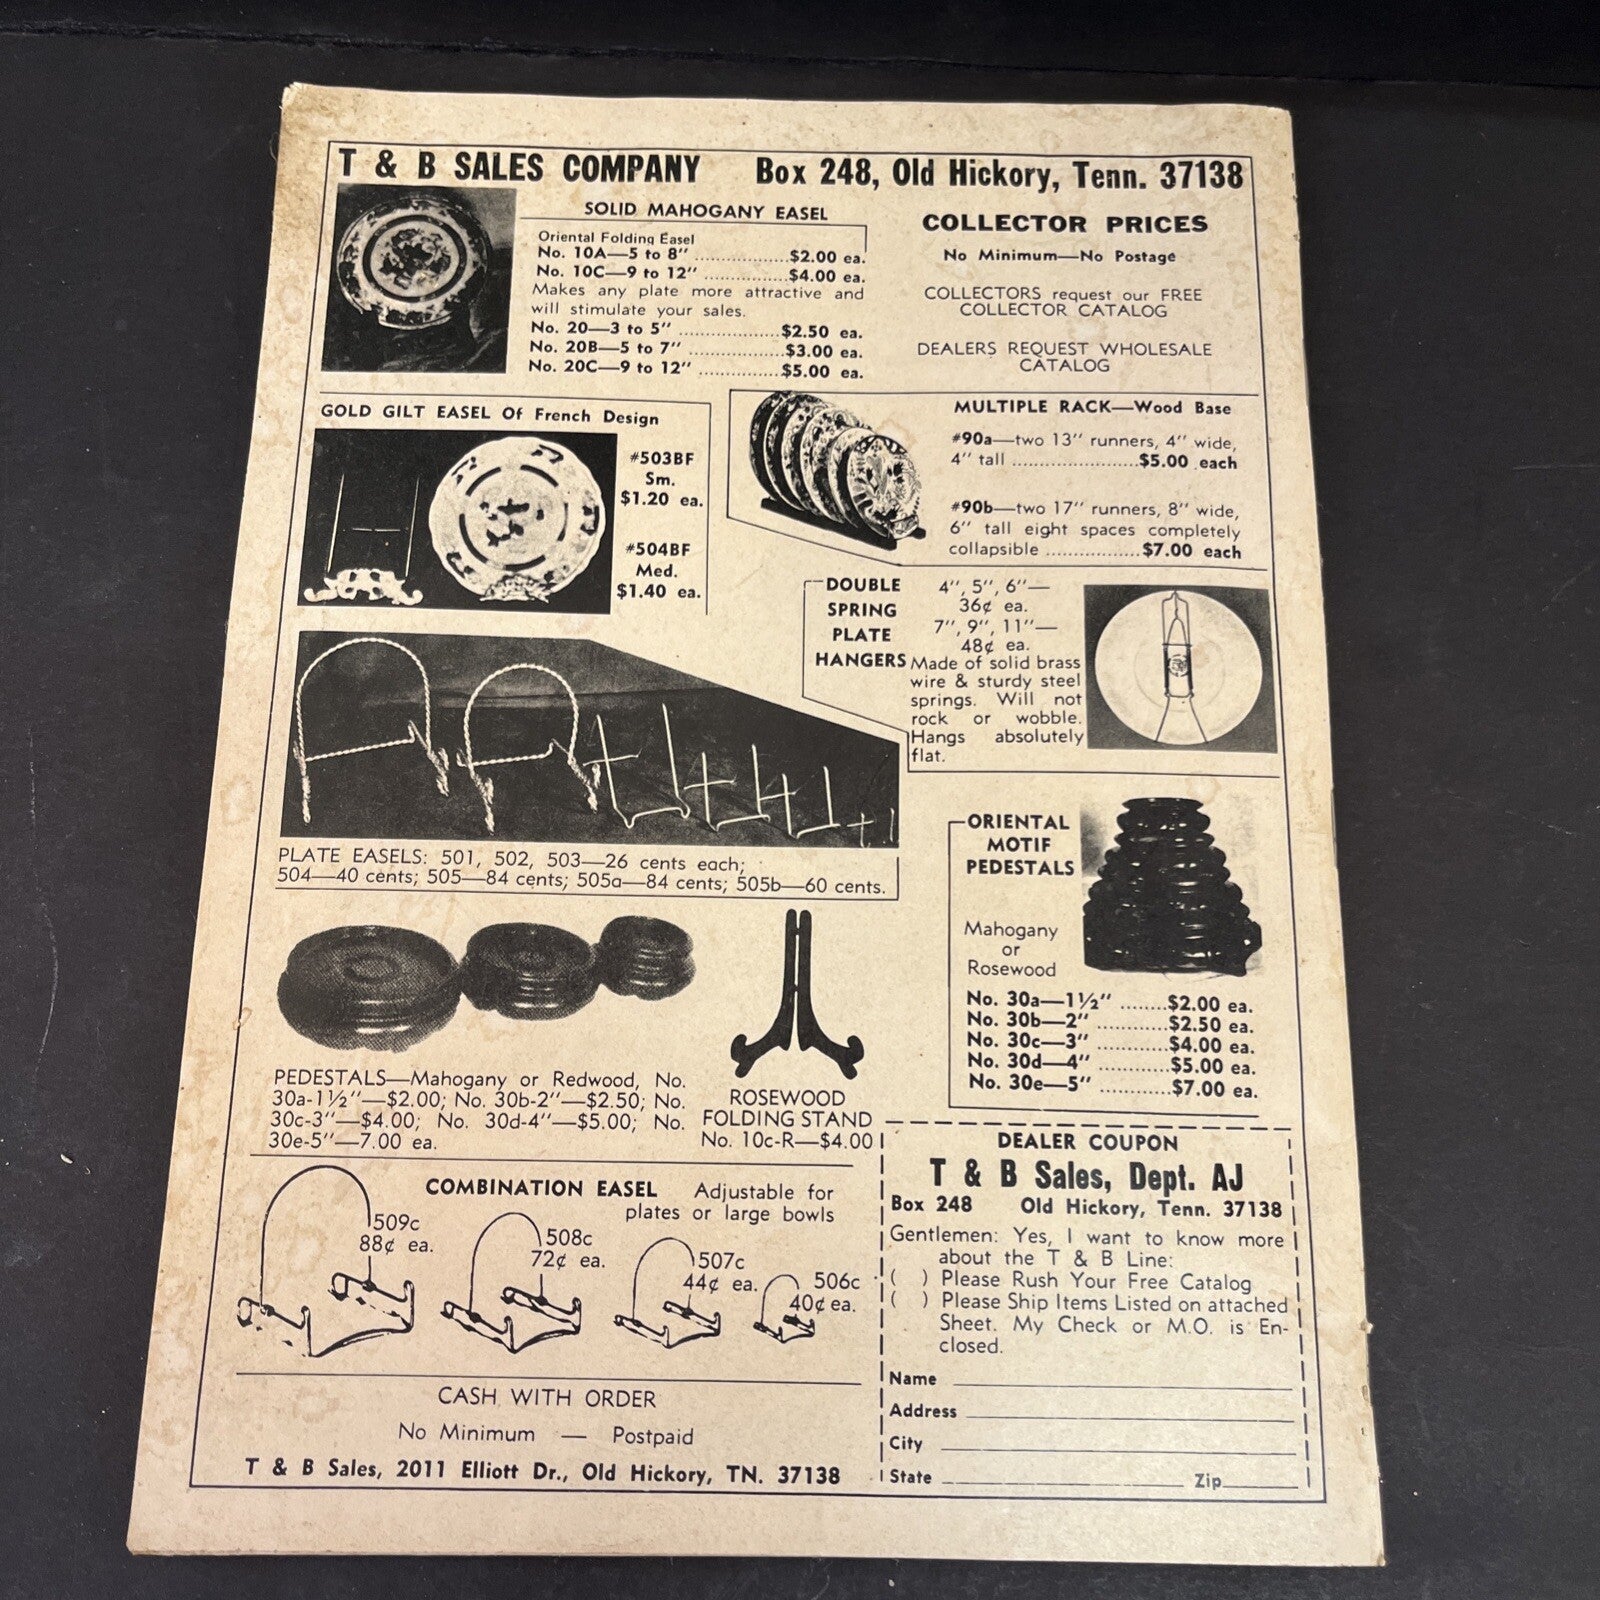 T & B SALES COMPANY Box 248, Old Hickory, Tenn. 37138
SOLID MAHOGANY EASEL
Oriental Folding Easel
No. 10A—5 to 8" ................$2.00 ea.
No. 10C—9 to 12" ..............$4.00 ea.
Makes any plate more attractive and
will stimulate your sales.
No. 20—3 to 5" .................$2.50 ea.
No. 20B—5 to 7" ................$3.00 ea.
No. 20C—9 to 12" .............$5.00 ea.
COLLECTOR PRICES
No Minimum—No Postage
COLLECTORS request our FREE
COLLECTOR CATALOG
DEALERS REQUEST WHOLESALE
CATALOG
GOLD GILT EASEL Of French Design
#503BF
Sm.
$1.20 ea.
#504BF
Med.
$1.40 ea.
MULTIPLE RACK—Wood Base
#90a—two 13" runners, 4" wide,
4" tall .....................$5.00 each
#90b—two 17" runners, 8" wide,
6" tall eight spaces completely
collapsible ................$7.00 each
DOUBLE
SPRING
PLATE
HANGERS
4", 5", 6"—
36¢ ea.
7", 9", 11"—
48¢ ea.
Made of solid brass
wire & sturdy steel
springs. Will not
rock or wobble.
Hangs absolutely
flat.
PLATE EASELS: 501, 502, 503—26 cents each;
504—40 cents; 505—84 cents; 505a—84 cents; 505b—60 cents.
ORIENTAL
MOTIF
PEDESTALS
Mahogany
or
Rosewood
No. 30a—1½" ........$2.00 ea.
No. 30b—2" ............$2.50 ea.
No. 30c—3" ............$4.00 ea.
No. 30d—4" ............$5.00 ea.
No. 30e—5" ............$7.00 ea.
PEDESTALS—Mahogany or Redwood, No.
30a-1½"—$2.00; No. 30b-2"—$2.50; No.
30c-3"—$4.00; No. 30d-4"—$5.00; No.
30e-5"—7.00 ea.
ROSEWOOD
FOLDING STAND
No. 10c-R—$4.00
COMBINATION EASEL Adjustable for
plates or large bowls
509c
88¢ ea.
508c
72¢ ea.
507c
44¢ ea.
506c
40¢ ea.
CASH WITH ORDER
No Minimum — Postpaid
T & B Sales, 2011 Elliott Dr., Old Hickory, TN. 37138
DEALER COUPON
T & B Sales, Dept. AJ
Box 248 Old Hickory, Tenn. 37138
Gentlemen: Yes, I want to know more
about the T & B Line:
( ) Please Rush Your Free Catalog
( ) Please Ship Items Listed on attached
Sheet. My Check or M.O. is En-
closed.
Name
Address
City
State Zip